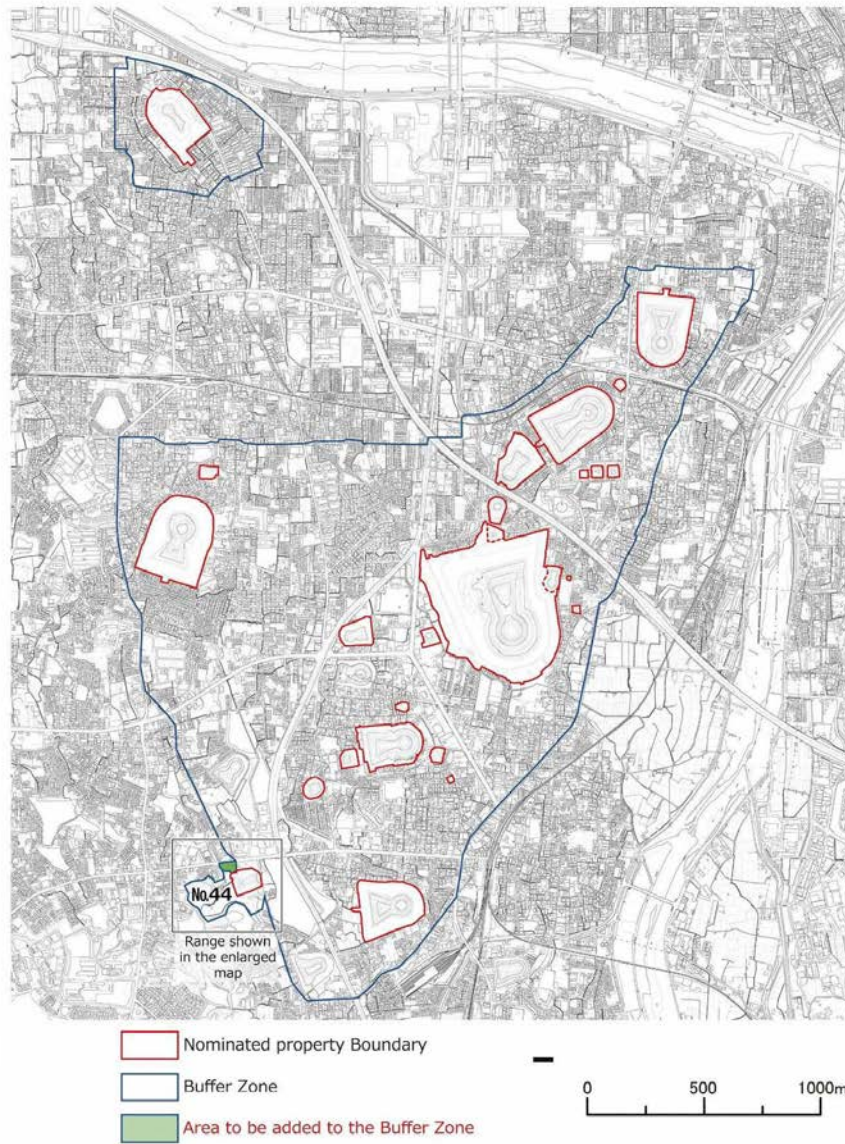 No.44
Range shown
in the enlarged
map
Nominated property Boundary
Buffer Zone
Area to be added to the Buffer Zone
0 500 1000m